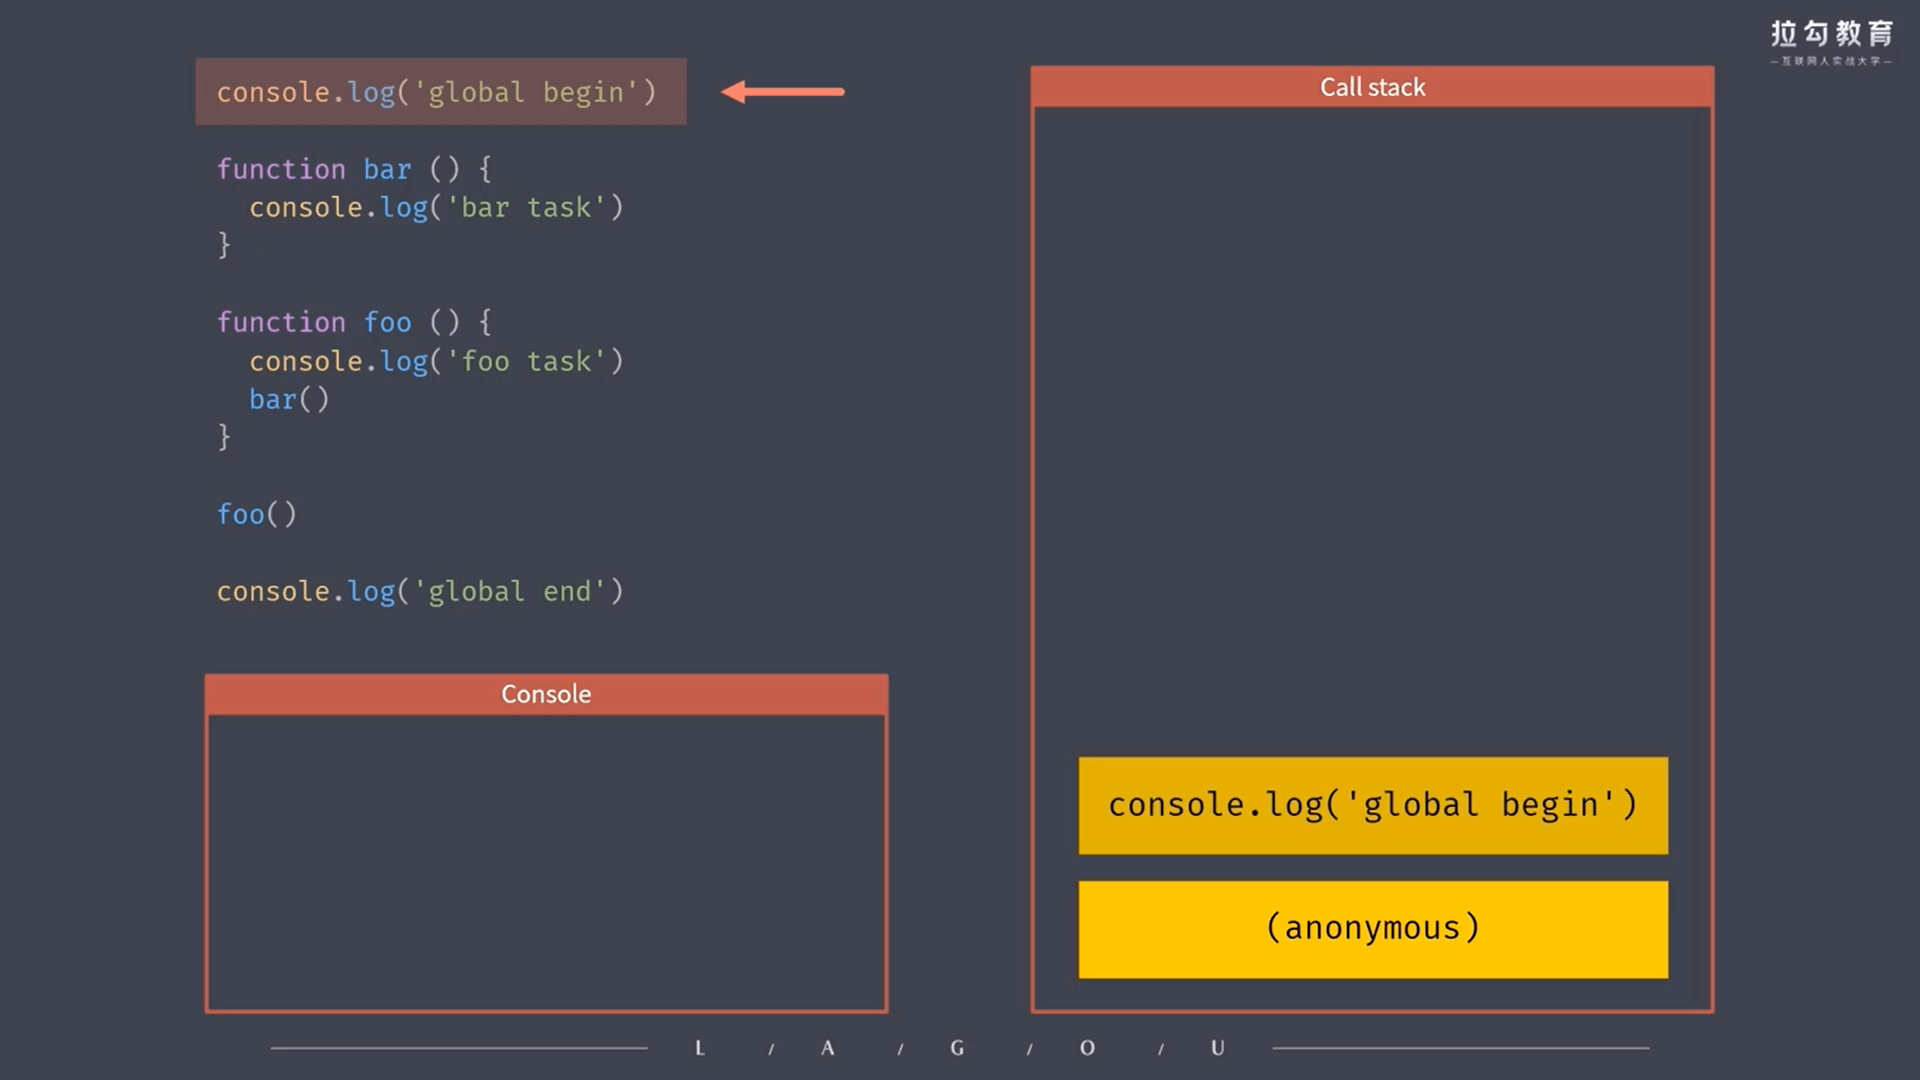 拉勾教育
—互联网人实战大学—
console.log('global begin')
function bar () {
  console.log('bar task')
}
function foo () {
  console.log('foo task')
  bar()
}
foo()
console.log('global end')
Console
Call stack
console.log('global begin')
(anonymous)
L / A / G / O / U